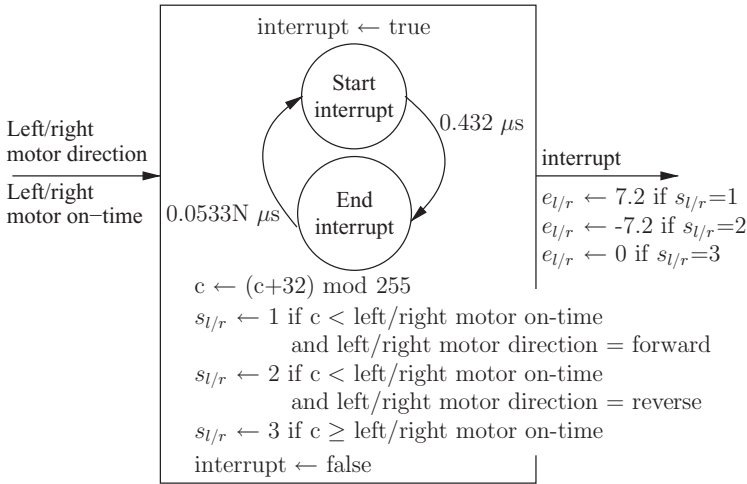 interrupt ← true
Start
interrupt
0.432 μs
Left/right
motor direction
Left/right
motor on−time
interrupt
e_{l/r} ← 7.2 if s_{l/r}=1
e_{l/r} ← -7.2 if s_{l/r}=2
e_{l/r} ← 0 if s_{l/r}=3
End
interrupt
0.0533N μs
c ← (c+32) mod 255
s_{l/r} ← 1 if c < left/right motor on-time
and left/right motor direction = forward
s_{l/r} ← 2 if c < left/right motor on-time
and left/right motor direction = reverse
s_{l/r} ← 3 if c ≥ left/right motor on-time
interrupt ← false